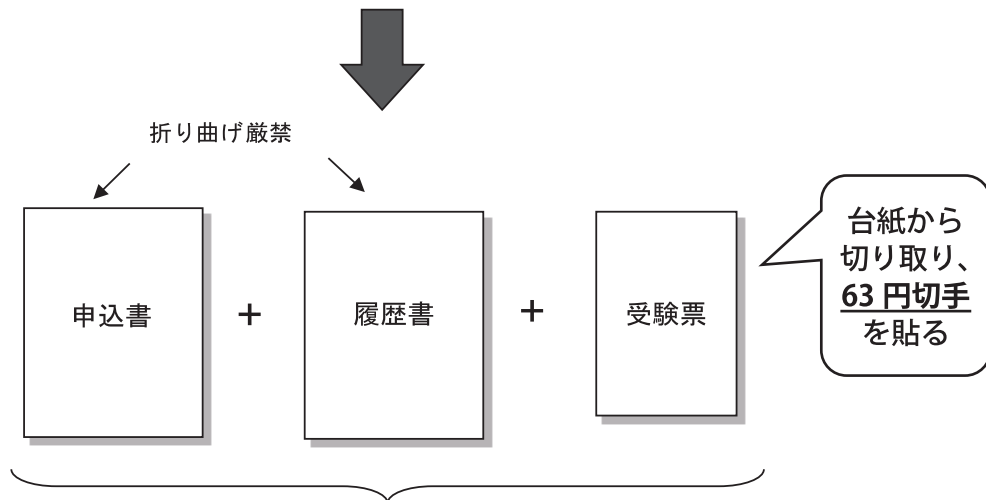 折り曲げ厳禁
申込書
+
履歴書
+
受験票
台紙から
切り取り、
63 円切手
を貼る